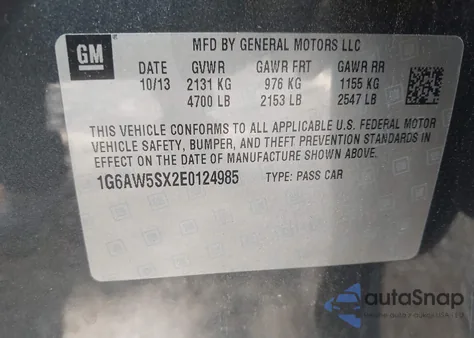 GM
MFD BY GENERAL MOTORS LLC
DATE GVWR GAWR FRT GAWR RR
10/13 2131 KG 976 KG 1155 KG
4700 LB 2153 LB 2547 LB
THIS VEHICLE CONFORMS TO ALL APPLICABLE U.S. FEDERAL MOTOR
VEHICLE SAFETY, BUMPER, AND THEFT PREVENTION STANDARDS IN
EFFECT ON THE DATE OF MANUFACTURE SHOWN ABOVE.
1G6AW5SX2E0124985 TYPE: PASS CAR
autaSnap